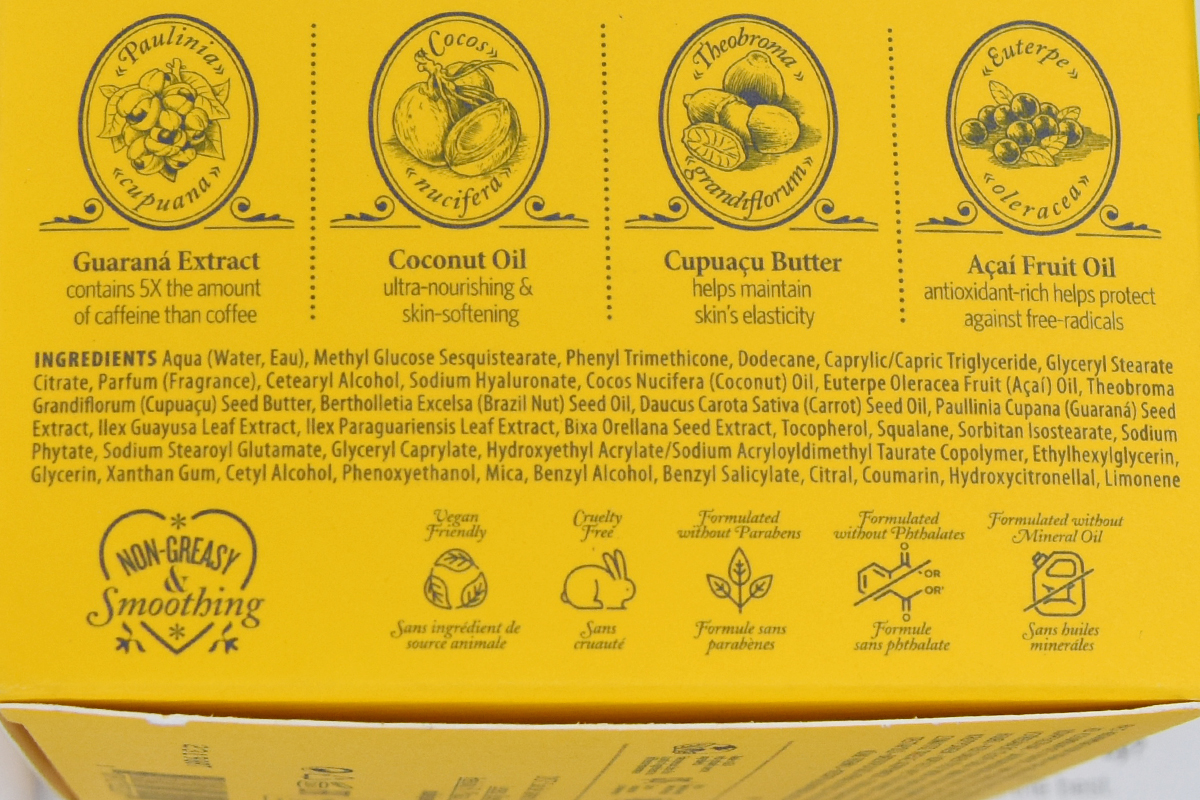 «Paulinia»
«cupuana»
Guaraná Extract
contains 5X the amount
of caffeine than coffee
«Cocos»
«nucifera»
Coconut Oil
ultra-nourishing &
skin-softening
«Theobroma»
«grandiflorum»
Cupuaçu Butter
helps maintain
skin's elasticity
«Euterpe»
«oleracea»
Açaí Fruit Oil
antioxidant-rich helps protect
against free-radicals
INGREDIENTS Aqua (Water, Eau), Methyl Glucose Sesquistearate, Phenyl Trimethicone, Dodecane, Caprylic/Capric Triglyceride, Glyceryl Stearate
Citrate, Parfum (Fragrance), Cetearyl Alcohol, Sodium Hyaluronate, Cocos Nucifera (Coconut) Oil, Euterpe Oleracea Fruit (Açaí) Oil, Theobroma
Grandiflorum (Cupuaçu) Seed Butter, Bertholletia Excelsa (Brazil Nut) Seed Oil, Daucus Carota Sativa (Carrot) Seed Oil, Paullinia Cupana (Guaraná) Seed
Extract, Ilex Guayusa Leaf Extract, Ilex Paraguariensis Leaf Extract, Bixa Orellana Seed Extract, Tocopherol, Squalane, Sorbitan Isostearate, Sodium
Phytate, Sodium Stearoyl Glutamate, Glyceryl Caprylate, Hydroxyethyl Acrylate/Sodium Acryloyldimethyl Taurate Copolymer, Ethylhexylglycerin,
Glycerin, Xanthan Gum, Cetyl Alcohol, Phenoxyethanol, Mica, Benzyl Alcohol, Benzyl Salicylate, Citral, Coumarin, Hydroxycitronellal, Limonene
NON-GREASY
&
Smoothing
Vegan
Friendly
Sans ingrédient de
source animale
Cruelty
Free
Sans
cruauté
Formulated
without Parabens
Formule sans
parabènes
Formulated
without Phthalates
OR
OR'
Formule
sans phthalate
Formulated without
Mineral Oil
Sans huiles
minérales